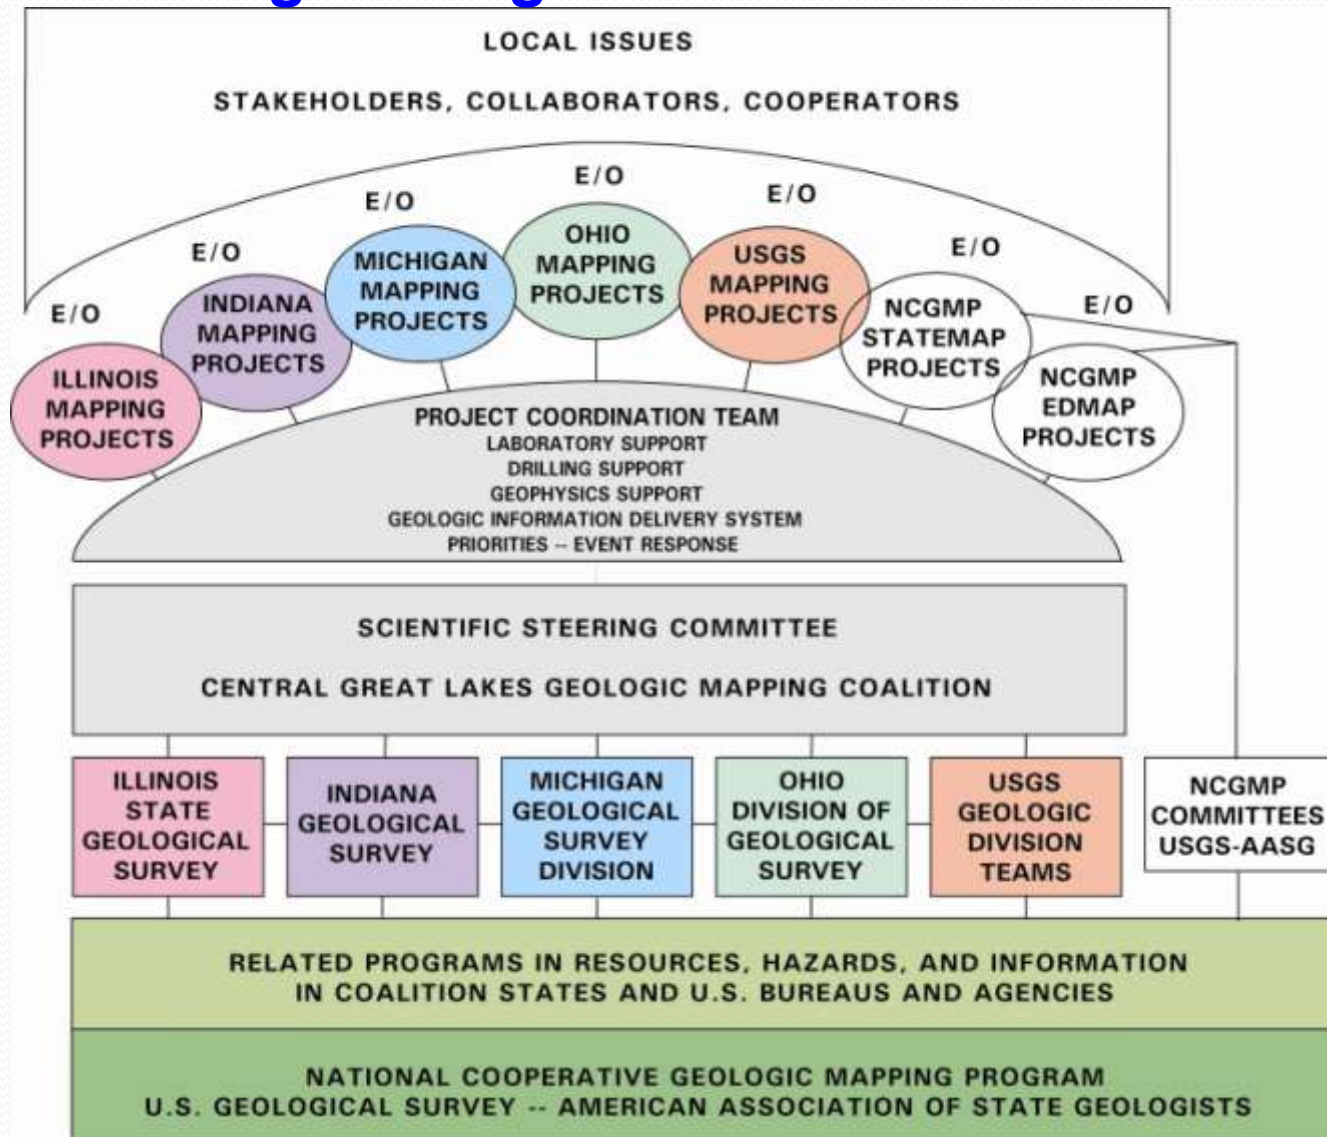 LOCAL ISSUES
STAKEHOLDERS, COLLABORATORS, COOPERATORS
E/O
E/O
E/O
E/O
E/O
E/O
E/O
ILLINOIS
MAPPING
PROJECTS
INDIANA
MAPPING
PROJECTS
MICHIGAN
MAPPING
PROJECTS
OHIO
MAPPING
PROJECTS
USGS
MAPPING
PROJECTS
NCGMP
STATEMAP
PROJECTS
NCGMP
EDMAP
PROJECTS
PROJECT COORDINATION TEAM
LABORATORY SUPPORT
DRILLING SUPPORT
GEOPHYSICS SUPPORT
GEOLOGIC INFORMATION DELIVERY SYSTEM
PRIORITIES -- EVENT RESPONSE
SCIENTIFIC STEERING COMMITTEE
CENTRAL GREAT LAKES GEOLOGIC MAPPING COALITION
ILLINOIS
STATE
GEOLOGICAL
SURVEY
INDIANA
GEOLOGICAL
SURVEY
MICHIGAN
GEOLOGICAL
SURVEY
DIVISION
OHIO
DIVISION OF
GEOLOGICAL
SURVEY
USGS
GEOLOGIC
DIVISION
TEAMS
NCGMP
COMMITTEES
USGS-AASG
RELATED PROGRAMS IN RESOURCES, HAZARDS, AND INFORMATION
IN COALITION STATES AND U.S. BUREAUS AND AGENCIES
NATIONAL COOPERATIVE GEOLOGIC MAPPING PROGRAM
U.S. GEOLOGICAL SURVEY -- AMERICAN ASSOCIATION OF STATE GEOLOGISTS